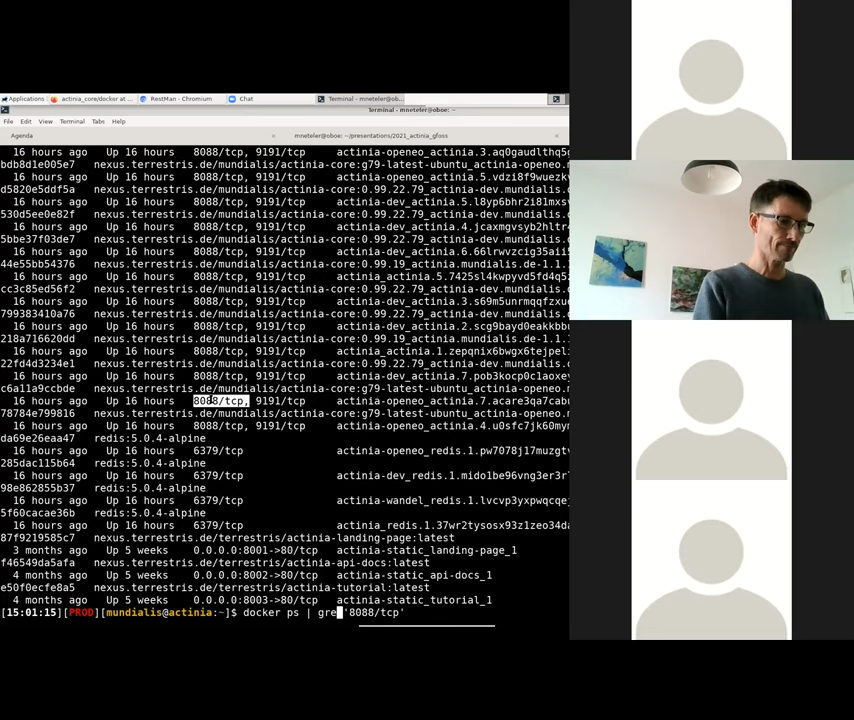 Applications
actinia_core/docker at ...
RestMan - Chromium
Chat
Terminal - mneteler@ob...
Terminal - mneteler@oboe: ~
File Edit View Terminal Tabs Help
Agenda
mneteler@oboe: ~/presentations/2021_actinia_gfoss
16 hours ago Up 16 hours 8088/tcp, 9191/tcp actinia-openeo_actinia.3.aq0gaudlthq5
bdb8d1e005e7 nexus.terrestris.de/mundialis/actinia-core:g79-latest-ubuntu_actinia-openeo.
16 hours ago Up 16 hours 8088/tcp, 9191/tcp actinia-openeo_actinia.5.vdzi8f9wuezk
d5820e5ddf5a nexus.terrestris.de/mundialis/actinia-core:0.99.22.79_actinia-dev.mundialis.
16 hours ago Up 16 hours 8088/tcp, 9191/tcp actinia-dev_actinia.5.l8yp6bhr2i81mxs
530d5ee0e82f nexus.terrestris.de/mundialis/actinia-core:0.99.22.79_actinia-dev.mundialis.
16 hours ago Up 16 hours 8088/tcp, 9191/tcp actinia-dev_actinia.4.jcaxmgvsyb2hltr
5bbe37f03de7 nexus.terrestris.de/mundialis/actinia-core:0.99.22.79_actinia-dev.mundialis.
16 hours ago Up 16 hours 8088/tcp, 9191/tcp actinia-dev_actinia.6.66lrwvzcig35aii
44e55bb54376 nexus.terrestris.de/mundialis/actinia-core:0.99.19_actinia.mundialis.de-1.1.
16 hours ago Up 16 hours 8088/tcp, 9191/tcp actinia_actinia.5.7425sl4kwpyvd5fd4q5
cc3c85ed56f2 nexus.terrestris.de/mundialis/actinia-core:0.99.22.79_actinia-dev.mundialis.
16 hours ago Up 16 hours 8088/tcp, 9191/tcp actinia-dev_actinia.3.s69m5unrmqqfzxu
799383410a76 nexus.terrestris.de/mundialis/actinia-core:0.99.22.79_actinia-dev.mundialis.
16 hours ago Up 16 hours 8088/tcp, 9191/tcp actinia-dev_actinia.2.scg9bayd0eakkbb
218a716620dd nexus.terrestris.de/mundialis/actinia-core:0.99.19_actinia.mundialis.de-1.1.
16 hours ago Up 16 hours 8088/tcp, 9191/tcp actinia_actinia.1.zepqnix6bwgx6tejpel
22fd4d3234e1 nexus.terrestris.de/mundialis/actinia-core:0.99.22.79_actinia-dev.mundialis.
16 hours ago Up 16 hours 8088/tcp, 9191/tcp actinia-dev_actinia.7.pob3kocp0c1aoxe
c6a11a9ccbde nexus.terrestris.de/mundialis/actinia-core:g79-latest-ubuntu_actinia-openeo.
16 hours ago Up 16 hours 8088/tcp, 9191/tcp actinia-openeo_actinia.7.acare3qa7cab
78784e799816 nexus.terrestris.de/mundialis/actinia-core:g79-latest-ubuntu_actinia-openeo.
16 hours ago Up 16 hours 8088/tcp, 9191/tcp actinia-openeo_actinia.4.u0sfc7jk60my
da69e26eaa47 redis:5.0.4-alpine
16 hours ago Up 16 hours 6379/tcp actinia-openeo_redis.1.pw7078j17muzgt
285dac115b64 redis:5.0.4-alpine
16 hours ago Up 16 hours 6379/tcp actinia-dev_redis.1.mido1be96vng3er3r
98e862855b37 redis:5.0.4-alpine
16 hours ago Up 16 hours 6379/tcp actinia-wandel_redis.1.lvcvp3yxpwqcqe
5f60cacae36b redis:5.0.4-alpine
16 hours ago Up 16 hours 6379/tcp actinia_redis.1.37wr2tysosx93z1zeo34d
87f9219585c7 nexus.terrestris.de/terrestris/actinia-landing-page:latest
3 months ago Up 5 weeks 0.0.0.0:8001->80/tcp actinia-static_landing-page_1
f46549da5afa nexus.terrestris.de/terrestris/actinia-api-docs:latest
4 months ago Up 5 weeks 0.0.0.0:8002->80/tcp actinia-static_api-docs_1
e50f0ecfe8a5 nexus.terrestris.de/terrestris/actinia-tutorial:latest
4 months ago Up 5 weeks 0.0.0.0:8003->80/tcp actinia-static_tutorial_1
[15:01:15][PROD][mundialis@actinia:~]$ docker ps | gre '8088/tcp'